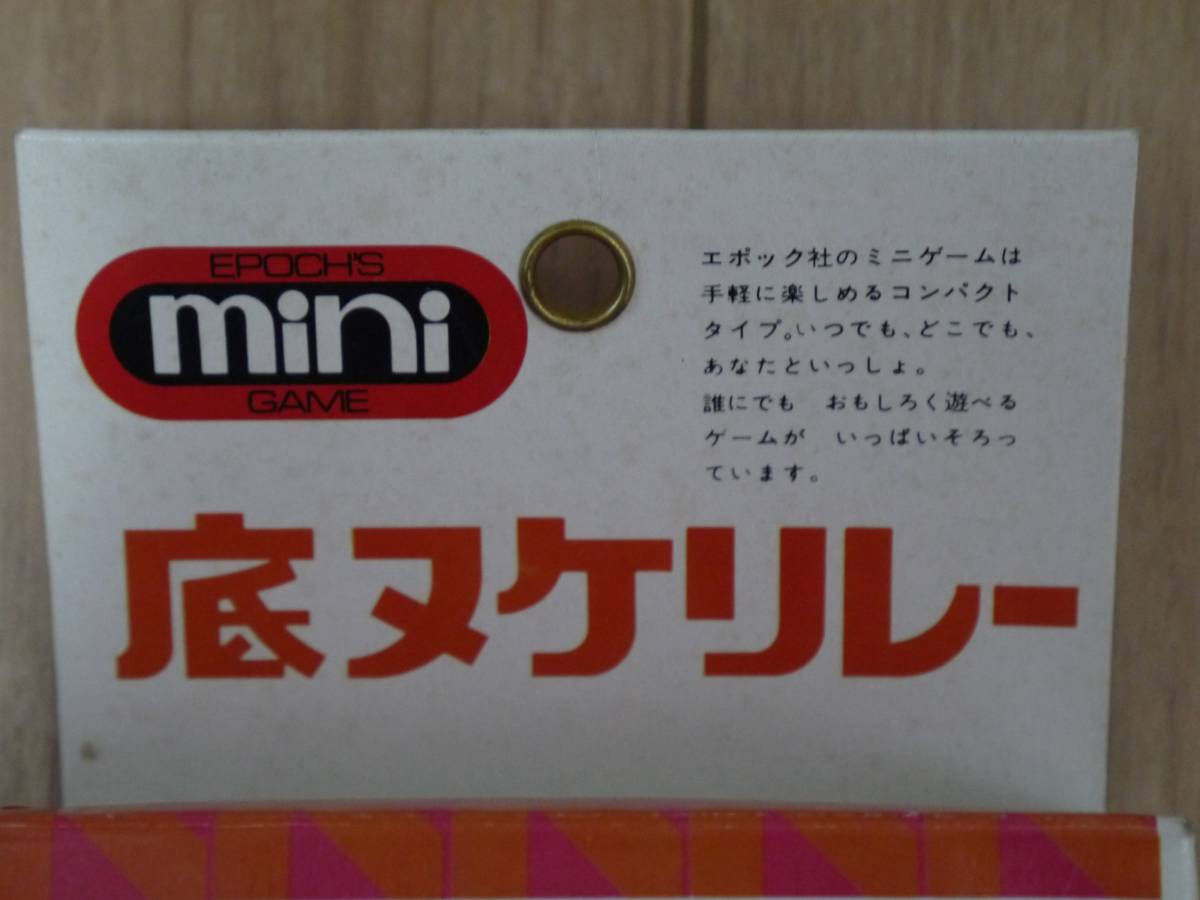 EPOCH'S
mini
GAME
エポック社のミニゲームは
手軽に楽しめるコンパクト
タイプ。いつでも、どこでも、
あなたといっしょ。
誰にでも　おもしろく遊べる
ゲームが　いっぱいそろっ
ています。
底ヌケリレー